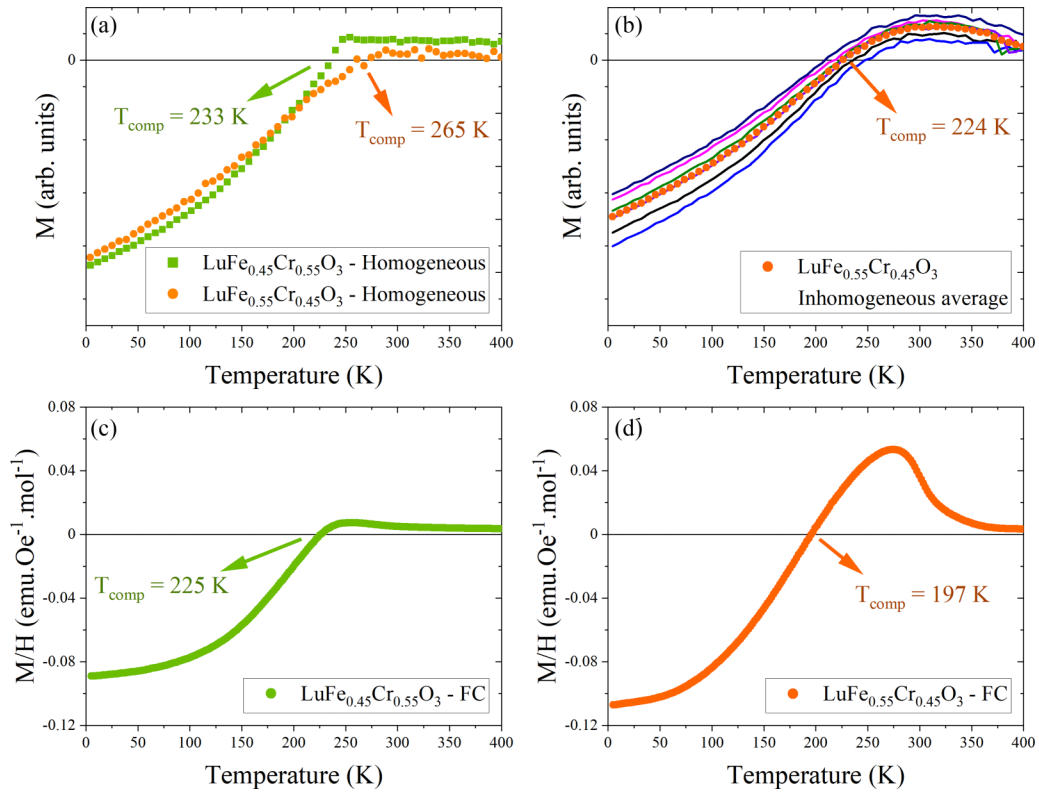 (a)
T_comp = 233 K
T_comp = 265 K
LuFe_0.45Cr_0.55O_3 - Homogeneous
LuFe_0.55Cr_0.45O_3 - Homogeneous
M (arb. units)
0
0 50 100 150 200 250 300 350 400
Temperature (K)
(b)
T_comp = 224 K
LuFe_0.55Cr_0.45O_3
Inhomogeneous average
M (arb. units)
0
0 50 100 150 200 250 300 350 400
Temperature (K)
(c)
0.08
0.04
0
-0.04
-0.08
-0.12
M/H (emu.Oe^-1.mol^-1)
T_comp = 225 K
LuFe_0.45Cr_0.55O_3 - FC
0 50 100 150 200 250 300 350 400
Temperature (K)
(d)
0.08
0.04
0
-0.04
-0.08
-0.12
M/H (emu.Oe^-1.mol^-1)
T_comp = 197 K
LuFe_0.55Cr_0.45O_3 - FC
0 50 100 150 200 250 300 350 400
Temperature (K)